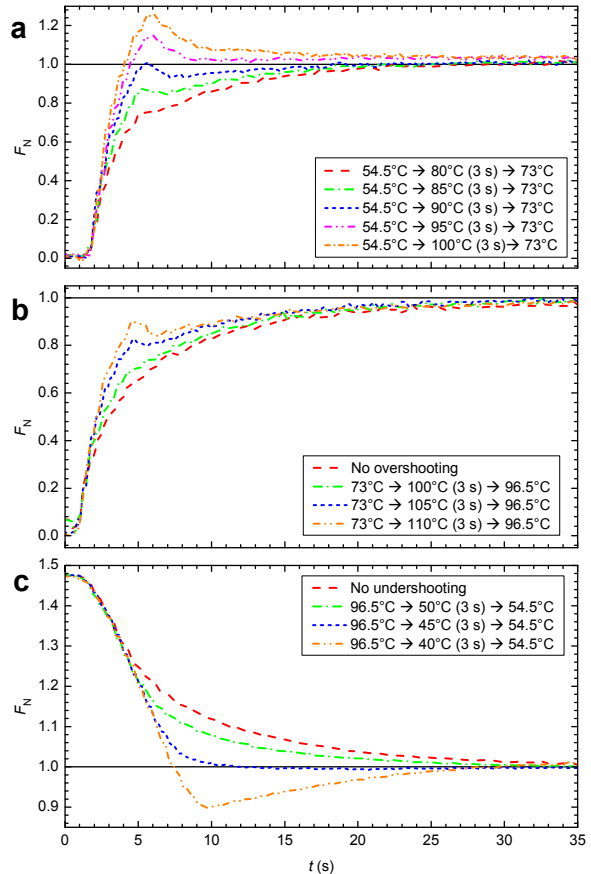 a
1.2
1.0
0.8
0.6
0.4
0.2
0.0
F_N
54.5°C → 80°C (3 s) → 73°C
54.5°C → 85°C (3 s) → 73°C
54.5°C → 90°C (3 s) → 73°C
54.5°C → 95°C (3 s) → 73°C
54.5°C → 100°C (3 s)→ 73°C
b
1.0
0.8
0.6
0.4
0.2
0.0
F_N
No overshooting
73°C → 100°C (3 s) → 96.5°C
73°C → 105°C (3 s) → 96.5°C
73°C → 110°C (3 s) → 96.5°C
c
1.5
1.4
1.3
1.2
1.1
1.0
0.9
F_N
No undershooting
96.5°C → 50°C (3 s) → 54.5°C
96.5°C → 45°C (3 s) → 54.5°C
96.5°C → 40°C (3 s) → 54.5°C
0 5 10 15 20 25 30 35
t (s)